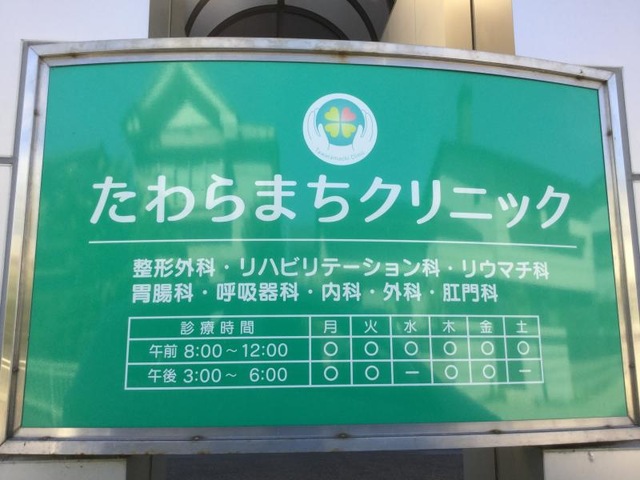 たわらまちクリニック
整形外科・リハビリテーション科・リウマチ科
胃腸科・呼吸器科・内科・外科・肛門科
診療時間 月 火 水 木 金 土
午前 8:00～12:00 ○ ○ ○ ○ ○ ○
午後 3:00～ 6:00 ○ ○ － ○ ○ －